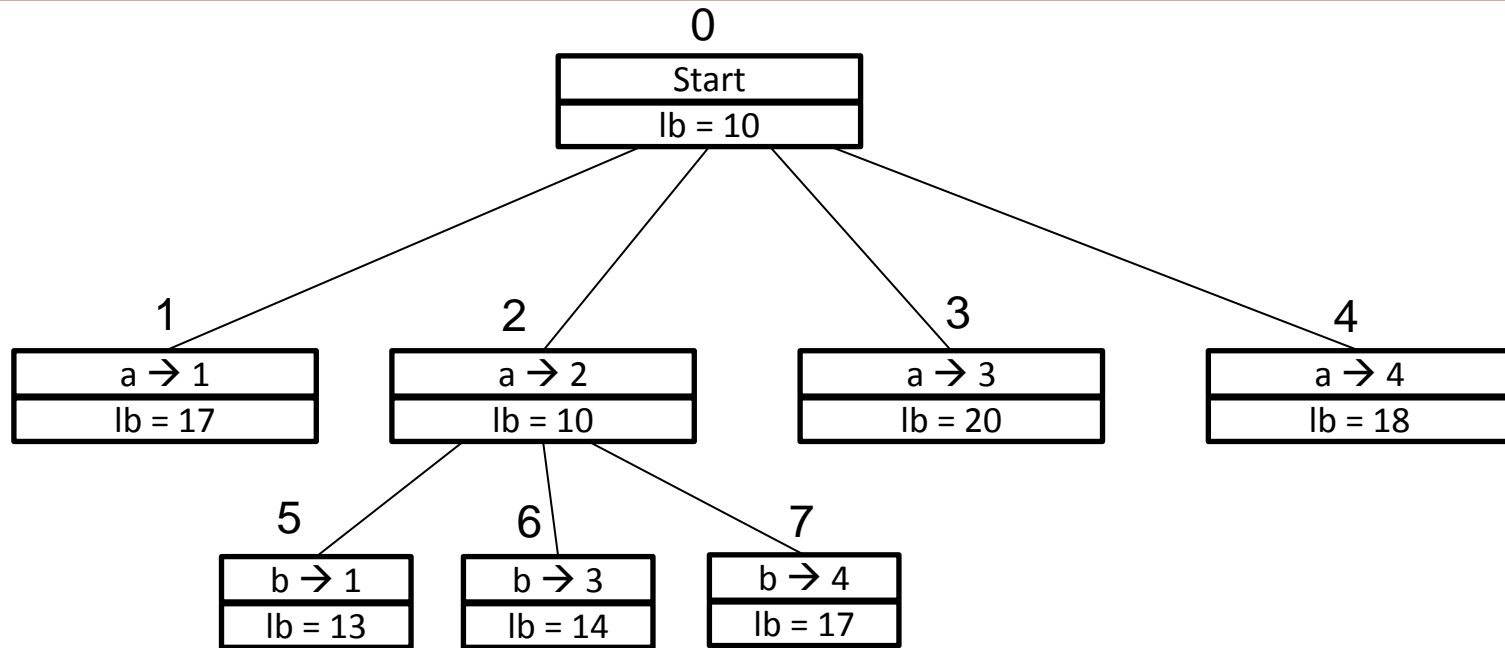 0
Start
lb = 10
1
2
3
4
a → 1
a → 2
a → 3
a → 4
lb = 17
lb = 10
lb = 20
lb = 18
5
6
7
b → 1
b → 3
b → 4
lb = 13
lb = 14
lb = 17